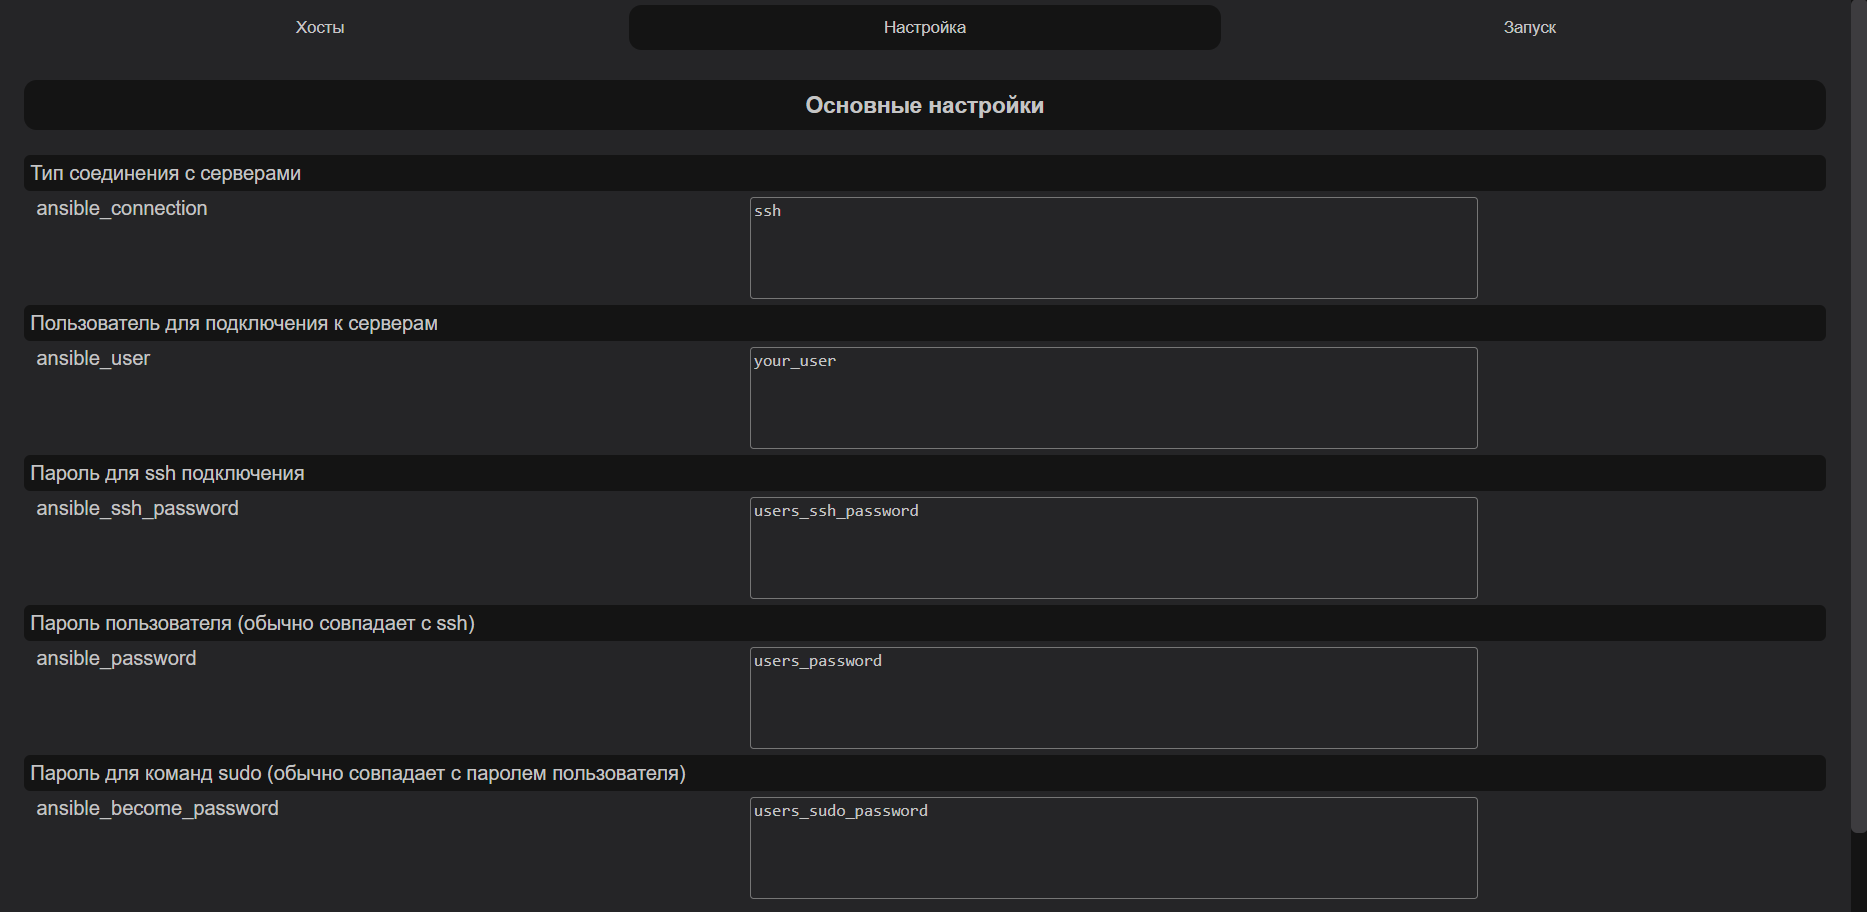 Хосты Настройка Запуск
Основные настройки
Тип соединения с серверами
ansible_connection ssh
Пользователь для подключения к серверам
ansible_user your_user
Пароль для ssh подключения
ansible_ssh_password users_ssh_password
Пароль пользователя (обычно совпадает с ssh)
ansible_password users_password
Пароль для команд sudo (обычно совпадает с паролем пользователя)
ansible_become_password users_sudo_password